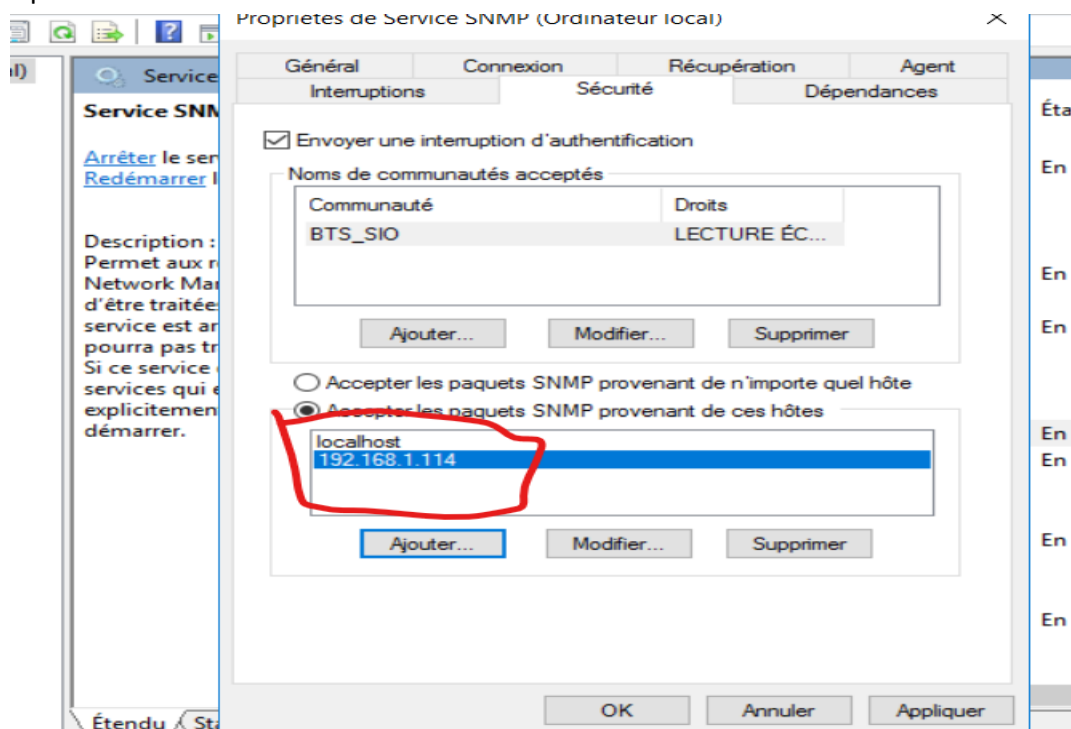 Propriétés de Service SNMP (Ordinateur local)
Général Connexion Récupération Agent
Interruptions Sécurité Dépendances
Envoyer une interruption d'authentification
Noms de communautés acceptés
Communauté Droits
BTS_SIO LECTURE ÉC...
Ajouter... Modifier... Supprimer
Accepter les paquets SNMP provenant de n'importe quel hôte
Accepter les paquets SNMP provenant de ces hôtes
localhost
192.168.1.114
Ajouter... Modifier... Supprimer
OK Annuler Appliquer
Service
Service SNM
Arrêter le ser
Redémarrer l
Description :
Permet aux r
Network Mar
d'être traitée
service est ar
pourra pas tr
Si ce service
services qui e
explicitemen
démarrer.
Étendu Sta
Éta
En
En
En
En
En
En
En